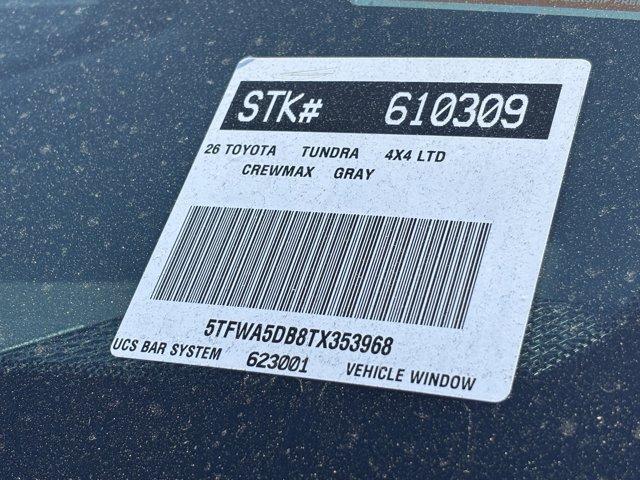 STK# 610309
26 TOYOTA TUNDRA 4X4 LTD
CREWMAX GRAY
5TFWA5DB8TX353968
UCS BAR SYSTEM 623001 VEHICLE WINDOW